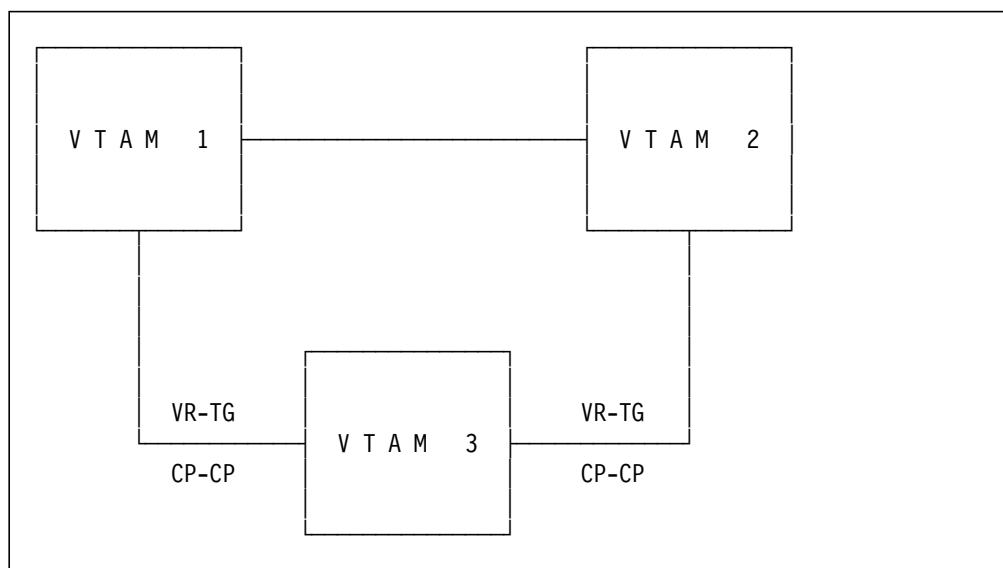 V T A M 1
V T A M 2
VR-TG
VR-TG
V T A M 3
CP-CP
CP-CP